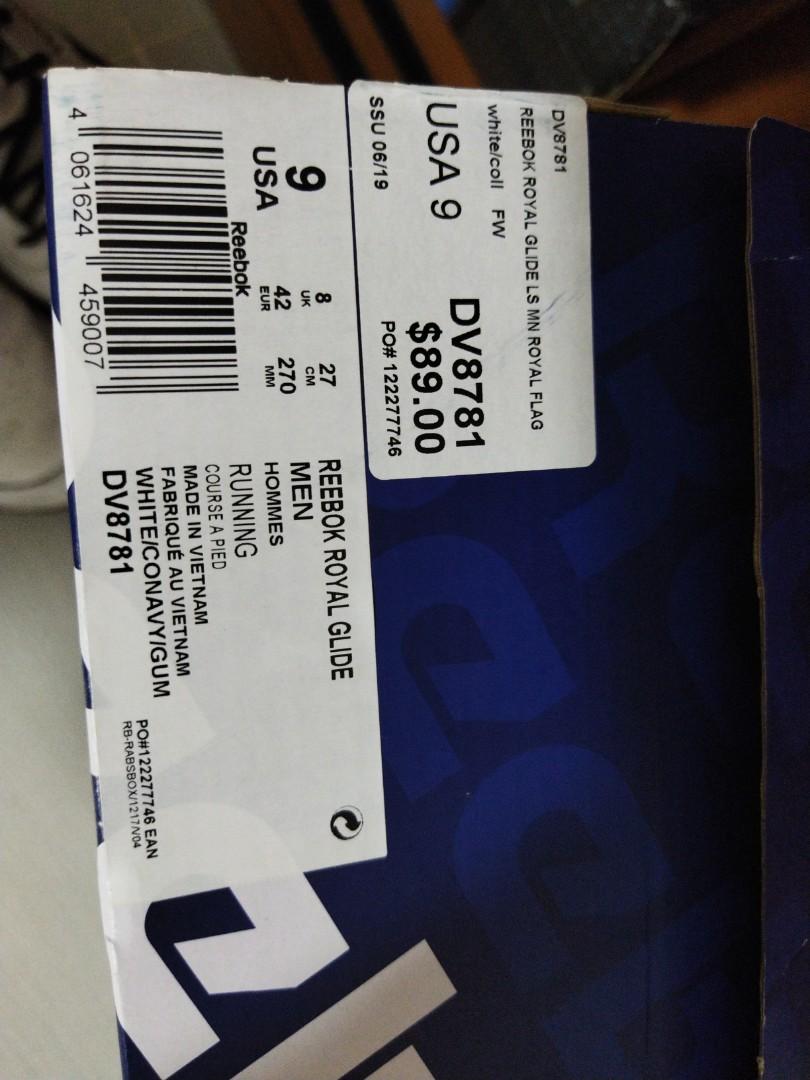 DV8781
REEBOK ROYAL GLIDE LS MN ROYAL FLAG
white/coll FW
DV8781
USA 9
$89.00
SSU 06/19
PO# 122277746
9
USA
8
UK
27
CM
42
EUR
270
MM
Reebok
4 061624 459007
REEBOK ROYAL GLIDE
MEN
HOMMES
RUNNING
COURSE A PIED
MADE IN VIETNAM
FABRIQUÉ AU VIETNAM
WHITE/CONAVY/GUM
DV8781
PO#122277746 EAN
RB-RABSBOX/1217/V04